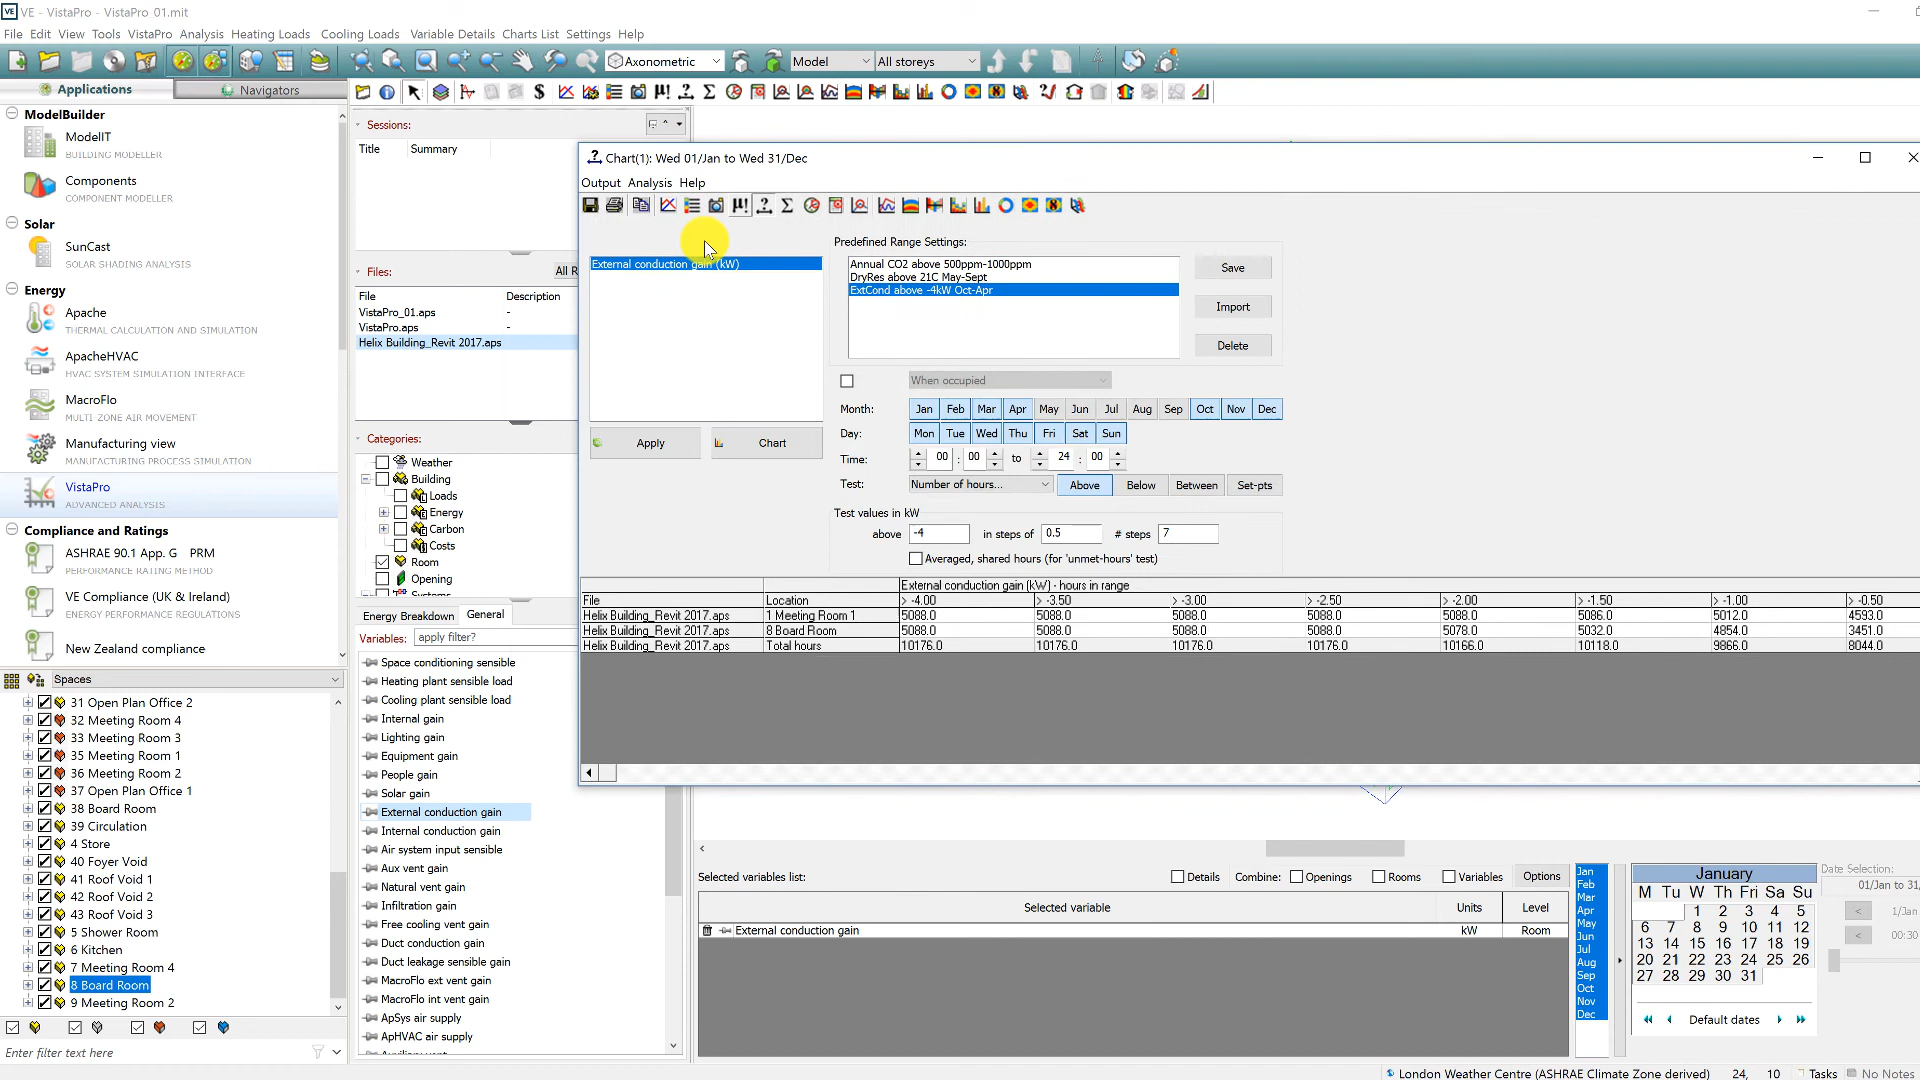 VE - VistaPro - VistaPro_01.mit
File Edit View Tools VistaPro Analysis Heating Loads Cooling Loads Variable Details Charts List Settings Help
Axonometric Model All storeys
Applications Navigators
ModelBuilder
ModelIT
BUILDING MODELLER
Components
COMPONENT MODELLER
Solar
SunCast
SOLAR SHADING ANALYSIS
Energy
Apache
THERMAL CALCULATION AND SIMULATION
ApacheHVAC
HVAC SYSTEM SIMULATION INTERFACE
MacroFlo
MULTI-ZONE AIR MOVEMENT
Manufacturing view
MANUFACTURING PROCESS SIMULATION
VistaPro
ADVANCED ANALYSIS
Compliance and Ratings
ASHRAE 90.1 App. G PRM
PERFORMANCE RATING METHOD
VE Compliance (UK & Ireland)
ENERGY PERFORMANCE REGULATIONS
New Zealand compliance
Spaces
31 Open Plan Office 2
32 Meeting Room 4
33 Meeting Room 3
35 Meeting Room 1
36 Meeting Room 2
37 Open Plan Office 1
38 Board Room
39 Circulation
4 Store
40 Foyer Void
41 Roof Void 1
42 Roof Void 2
43 Roof Void 3
5 Shower Room
6 Kitchen
7 Meeting Room 4
8 Board Room
9 Meeting Room 2
Enter filter text here
Sessions:
Title Summary
Files: All R
File Description
VistaPro_01.aps -
VistaPro.aps -
Helix Building_Revit 2017.aps
Categories:
Weather
Building
Loads
Energy
Carbon
Costs
Room
Opening
Energy Breakdown General
Variables: apply filter?
Space conditioning sensible
Heating plant sensible load
Cooling plant sensible load
Internal gain
Lighting gain
Equipment gain
People gain
Solar gain
External conduction gain
Internal conduction gain
Air system input sensible
Aux vent gain
Natural vent gain
Infiltration gain
Free cooling vent gain
Duct conduction gain
Duct leakage sensible gain
MacroFlo ext vent gain
MacroFlo int vent gain
ApSys air supply
ApHVAC air supply
Chart(1): Wed 01/Jan to Wed 31/Dec
Output Analysis Help
External conduction gain (kW)
Apply Chart
Predefined Range Settings:
Annual CO2 above 500ppm-1000ppm
DryRes above 21C May-Sept
ExtCond above -4kW Oct-Apr
Save
Import
Delete
When occupied
Month: Jan Feb Mar Apr May Jun Jul Aug Sep Oct Nov Dec
Day: Mon Tue Wed Thu Fri Sat Sun
Time: 00 : 00 to 24 : 00
Test: Number of hours... Above Below Between Set-pts
Test values in kW
above -4 in steps of 0.5 # steps 7
Averaged, shared hours (for 'unmet-hours' test)
External conduction gain (kW) - hours in range
File Location > -4.00 > -3.50 > -3.00 > -2.50 > -2.00 > -1.50 > -1.00 > -0.50
Helix Building_Revit 2017.aps 1 Meeting Room 1 5088.0 5088.0 5088.0 5088.0 5088.0 5086.0 5012.0 4593.0
Helix Building_Revit 2017.aps 8 Board Room 5088.0 5088.0 5088.0 5088.0 5078.0 5032.0 4854.0 3451.0
Helix Building_Revit 2017.aps Total hours 10176.0 10176.0 10176.0 10176.0 10166.0 10118.0 9866.0 8044.0
Selected variables list: Details Combine: Openings Rooms Variables Options
Selected variable Units Level
External conduction gain kW Room
Jan
Feb
Mar
Apr
May
Jun
Jul
Aug
Sep
Oct
Nov
Dec
January
M Tu W Th Fri Sa Su
1 2 3 4 5
6 7 8 9 10 11 12
13 14 15 16 17 18 19
20 21 22 23 24 25 26
27 28 29 30 31
Default dates
Date Selection:
01/Jan to 31/
< 1/Jan
< 00:30
London Weather Centre (ASHRAE Climate Zone derived) 24, 10 Tasks No Notes